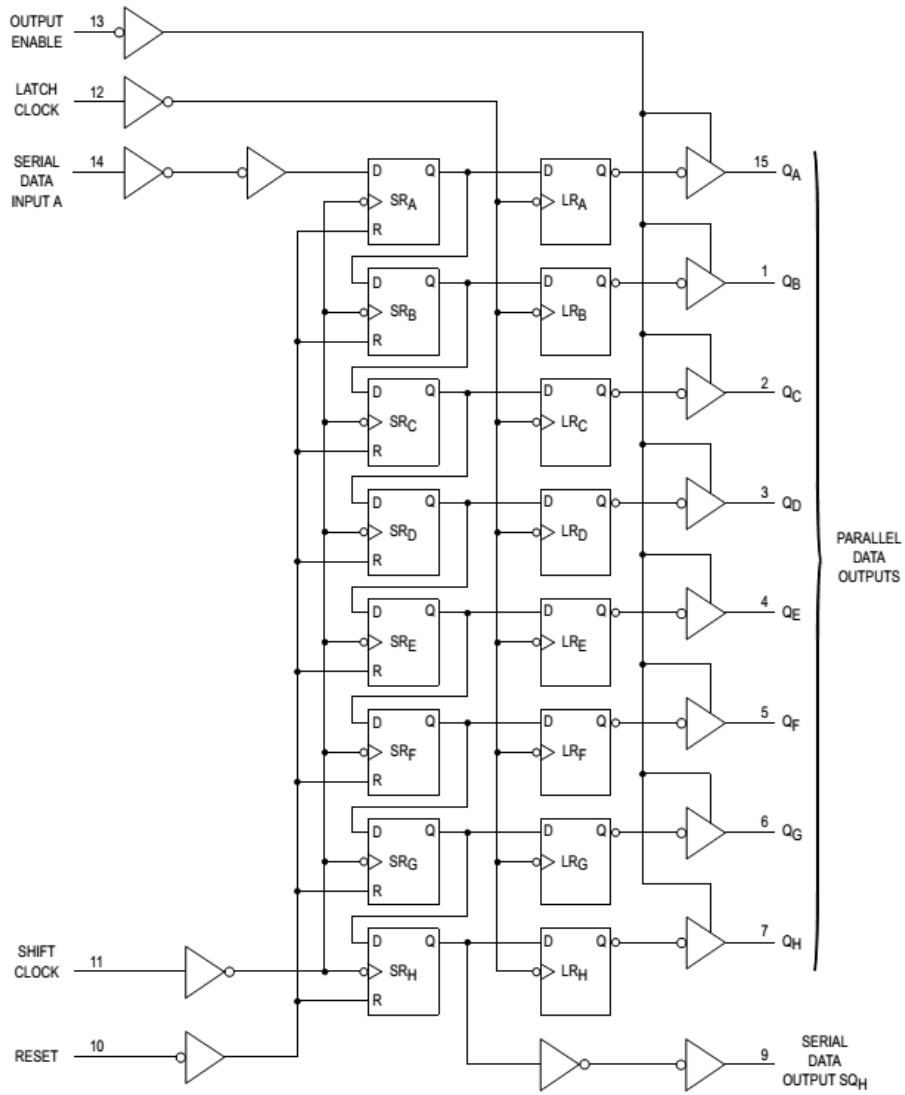 OUTPUT
ENABLE
13
LATCH
CLOCK
12
SERIAL
DATA
INPUT A
14
D Q
SRA
R
D Q
LRA
15 QA
D Q
SRB
R
D Q
LRB
1 QB
D Q
SRC
R
D Q
LRC
2 QC
D Q
SRD
R
D Q
LRD
3 QD
D Q
SRE
R
D Q
LRE
4 QE
D Q
SRF
R
D Q
LRF
5 QF
D Q
SRG
R
D Q
LRG
6 QG
D Q
SRH
R
D Q
LRH
7 QH
PARALLEL
DATA
OUTPUTS
SHIFT
CLOCK
11
RESET
10
9
SERIAL
DATA
OUTPUT SQH